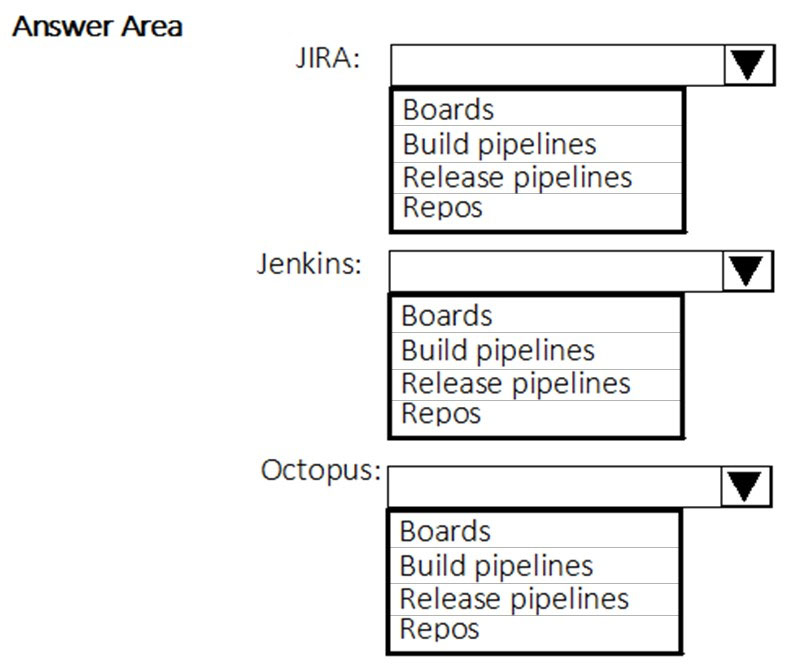 Answer Area
JIRA:
Boards
Build pipelines
Release pipelines
Repos
Jenkins:
Boards
Build pipelines
Release pipelines
Repos
Octopus:
Boards
Build pipelines
Release pipelines
Repos